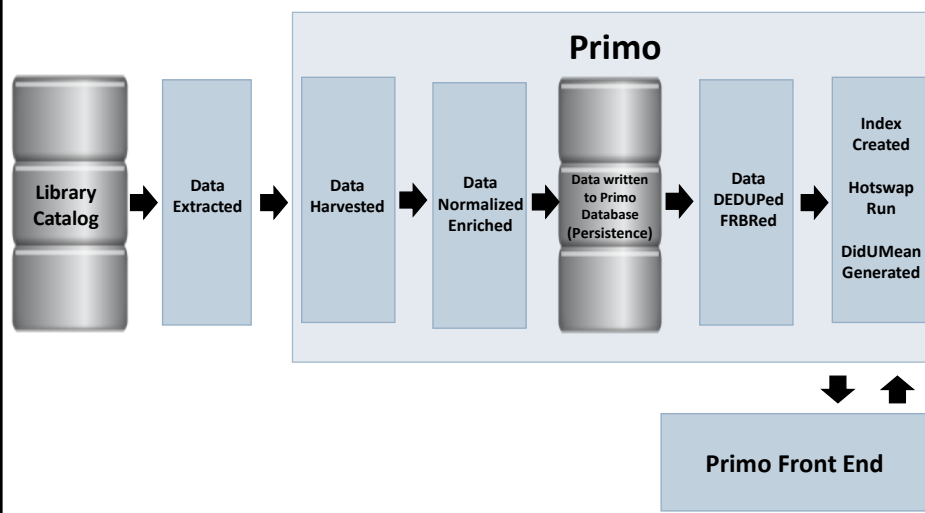 Primo
Library
Catalog
Data
Extracted
Data
Harvested
Data
Normalized
Enriched
Data written
to Primo
Database
(Persistence)
Data
DEDUPed
FRBRed
Index
Created
Hotswap
Run
DidUMean
Generated
Primo Front End